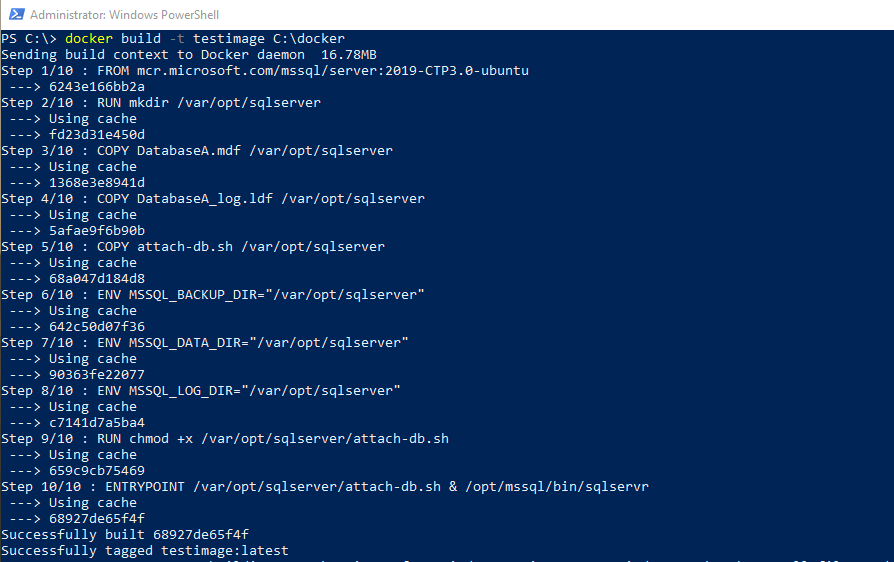 Administrator: Windows PowerShell
PS C:\> docker build -t testimage C:\docker
Sending build context to Docker daemon  16.78MB
Step 1/10 : FROM mcr.microsoft.com/mssql/server:2019-CTP3.0-ubuntu
 ---> 6243e166bb2a
Step 2/10 : RUN mkdir /var/opt/sqlserver
 ---> Using cache
 ---> fd23d31e450d
Step 3/10 : COPY DatabaseA.mdf /var/opt/sqlserver
 ---> Using cache
 ---> 1368e3e8941d
Step 4/10 : COPY DatabaseA_log.ldf /var/opt/sqlserver
 ---> Using cache
 ---> 5afae9f6b90b
Step 5/10 : COPY attach-db.sh /var/opt/sqlserver
 ---> Using cache
 ---> 68a047d184d8
Step 6/10 : ENV MSSQL_BACKUP_DIR="/var/opt/sqlserver"
 ---> Using cache
 ---> 642c50d07f36
Step 7/10 : ENV MSSQL_DATA_DIR="/var/opt/sqlserver"
 ---> Using cache
 ---> 90363fe22077
Step 8/10 : ENV MSSQL_LOG_DIR="/var/opt/sqlserver"
 ---> Using cache
 ---> c7141d7a5ba4
Step 9/10 : RUN chmod +x /var/opt/sqlserver/attach-db.sh
 ---> Using cache
 ---> 659c9cb75469
Step 10/10 : ENTRYPOINT /var/opt/sqlserver/attach-db.sh & /opt/mssql/bin/sqlservr
 ---> Using cache
 ---> 68927de65f4f
Successfully built 68927de65f4f
Successfully tagged testimage:latest